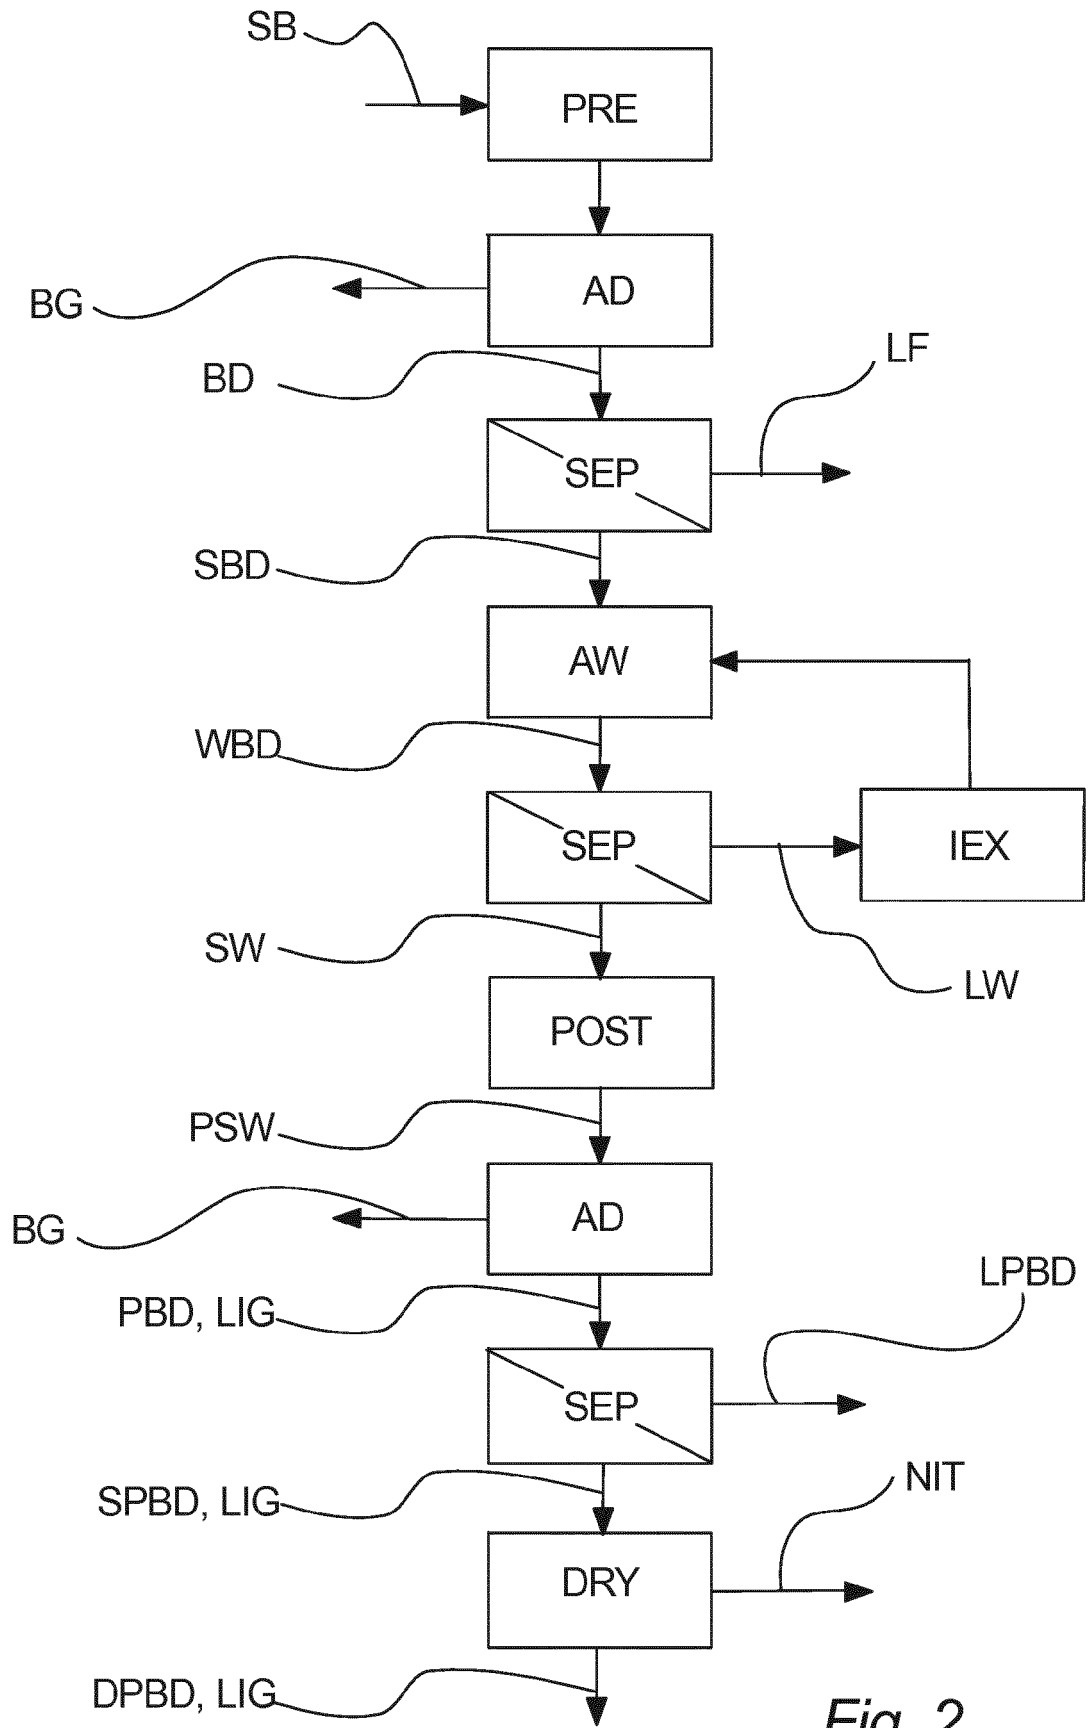 SB
PRE
AD
BG
BD
LF
SEP
SBD
AW
WBD
SEP
IEX
SW
LW
POST
PSW
AD
BG
LPBD
PBD, LIG
SEP
NIT
SPBD, LIG
DRY
DPBD, LIG
Fig. 2